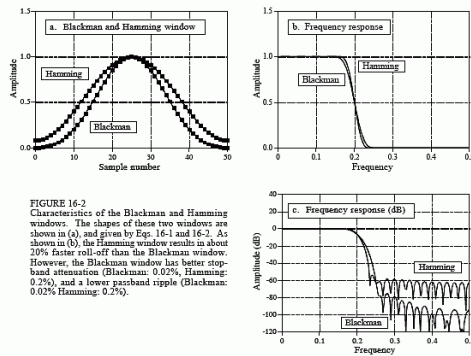 a. Blackman and Hamming window
1.5
1.0
0.5
0.0
Amplitude
Hamming
Blackman
0 10 20 30 40 50
Sample number
b. Frequency response
1.5
1.0
0.5
0.0
Amplitude
Hamming
Blackman
0 0.1 0.2 0.3 0.4
Frequency
FIGURE 16-2
Characteristics of the Blackman and Hamming
windows. The shapes of these two windows are
shown in (a), and given by Eqs. 16-1 and 16-2. As
shown in (b), the Hamming window results in about
20% faster roll-off than the Blackman window.
However, the Blackman window has better stop-
band attenuation (Blackman: 0.02%, Hamming:
0.2%), and a lower passband ripple (Blackman:
0.02% Hamming: 0.2%).
c. Frequency response (dB)
40
20
0
-20
-40
-60
-80
-100
-120
Amplitude (dB)
Hamming
Blackman
0 0.1 0.2 0.3 0.4
Frequency